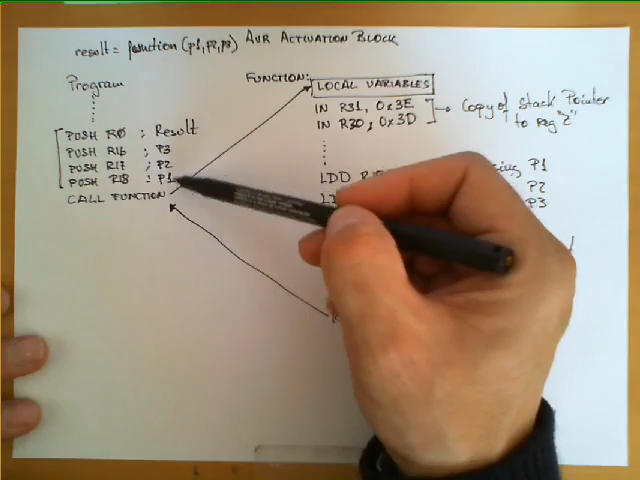 result = function (p1,p2,p3) AVR ACTIVATION BLOCK
Program
PUSH R0 ; Result
PUSH R16 ; P3
PUSH R17 ; P2
PUSH R18 ; P1
CALL FUNCTION
FUNCTION:
LOCAL VARIABLES
IN R31, 0x3E
IN R30, 0x3D
Copy of Stack Pointer
to Reg "Z"
LDD
P1
P2
P3